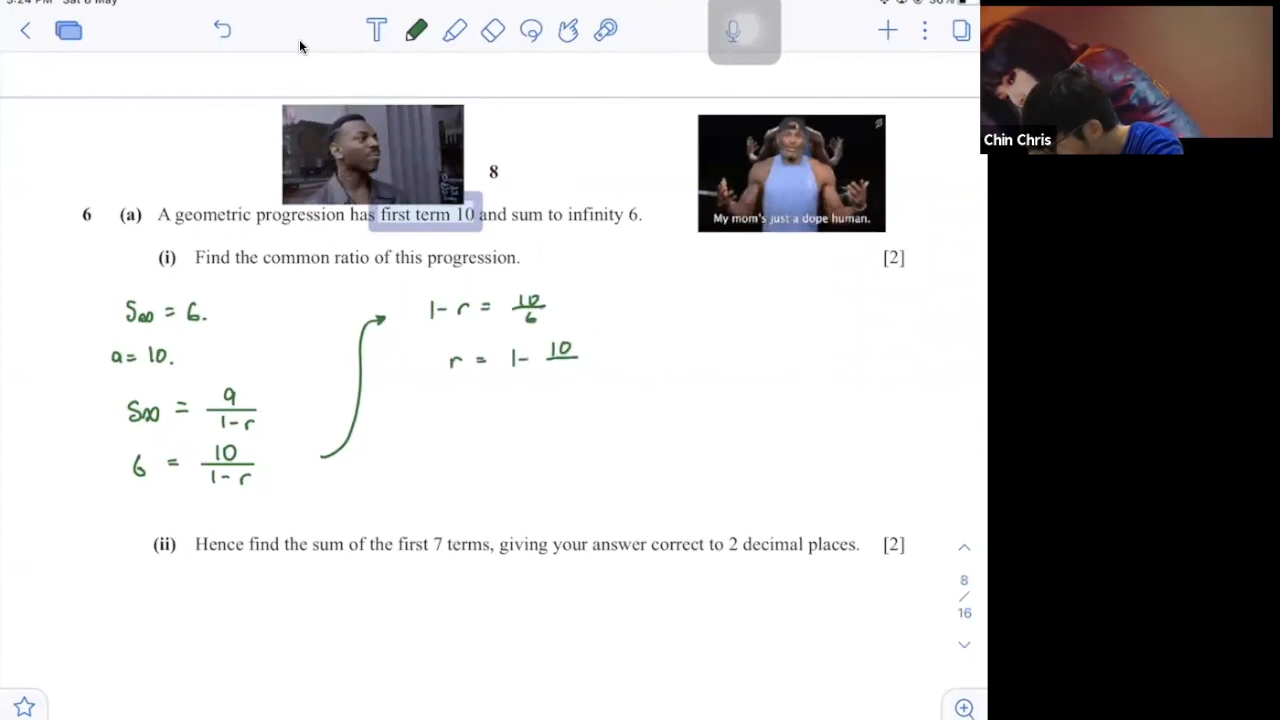 Sat 8 May
T
8
My mom's just a dope human.
Chin Chris
6 (a) A geometric progression has first term 10 and sum to infinity 6.
(i) Find the common ratio of this progression. [2]
S∞ = 6.
a = 10.
S∞ = a/1-r
6 = 10/1-r
1-r = 10/6
r = 1- 10
(ii) Hence find the sum of the first 7 terms, giving your answer correct to 2 decimal places. [2]
8
/
16